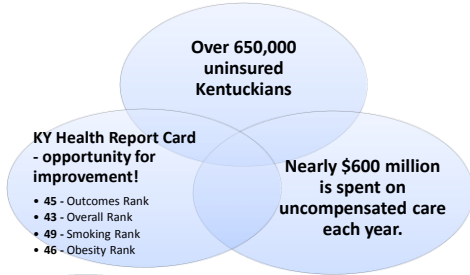 Over 650,000
uninsured
Kentuckians
KY Health Report Card
- opportunity for
improvement!
• 45 - Outcomes Rank
• 43 - Overall Rank
• 49 - Smoking Rank
• 46 - Obesity Rank
Nearly $600 million
is spent on
uncompensated care
each year.